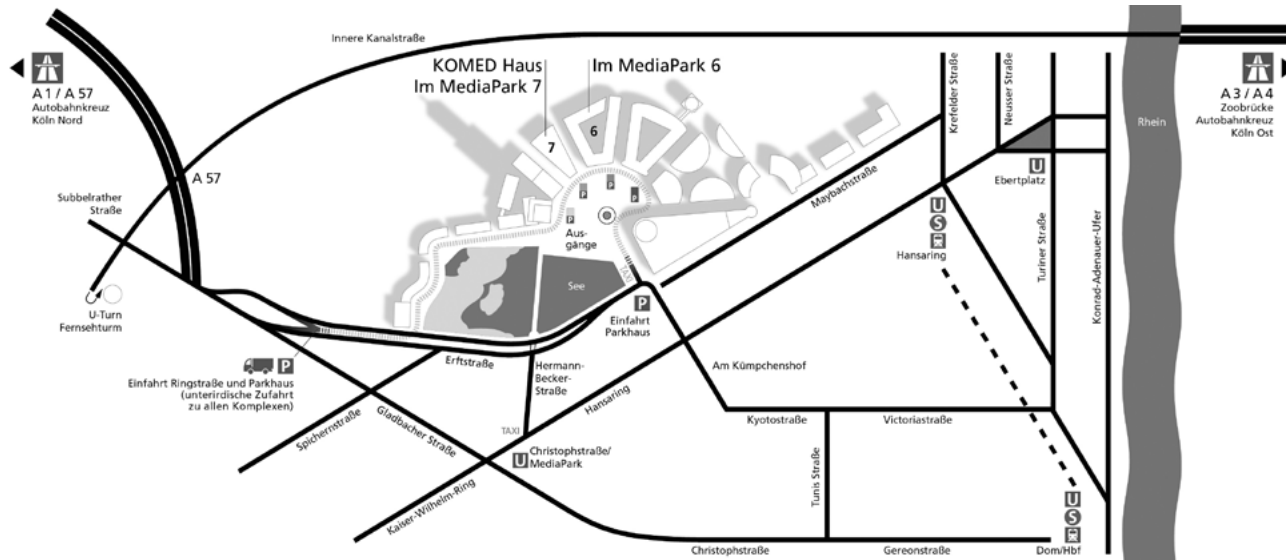 Innere Kanalstraße
A 1 / A 57
Autobahnkreuz
Köln Nord
KOMED Haus
Im MediaPark 7
Im MediaPark 6
6
7
Krefelder Straße
Neusser Straße
Rhein
A 3 / A 4
Zoobrücke
Autobahnkreuz
Köln Ost
A 57
Subbelrather
Straße
U-Turn
Fernsehturm
P
P
P
P
Aus-
gänge
TAXI
See
P
Einfahrt
Parkhaus
Maybachstraße
U
Ebertplatz
U
S
Hansaring
Turiner Straße
Konrad-Adenauer-Ufer
P
Einfahrt Ringstraße und Parkhaus
(unterirdische Zufahrt
zu allen Komplexen)
Erftstraße
Hermann-
Becker-
Straße
Hansaring
Am Kümpchenshof
Spichernstraße
Gladbacher Straße
TAXI
U
Christophstraße/
MediaPark
Kaiser-Wilhelm-Ring
Kyotostraße
Victoriastraße
Tunis Straße
Christophstraße
Gereonstraße
U
S
Dom/Hbf